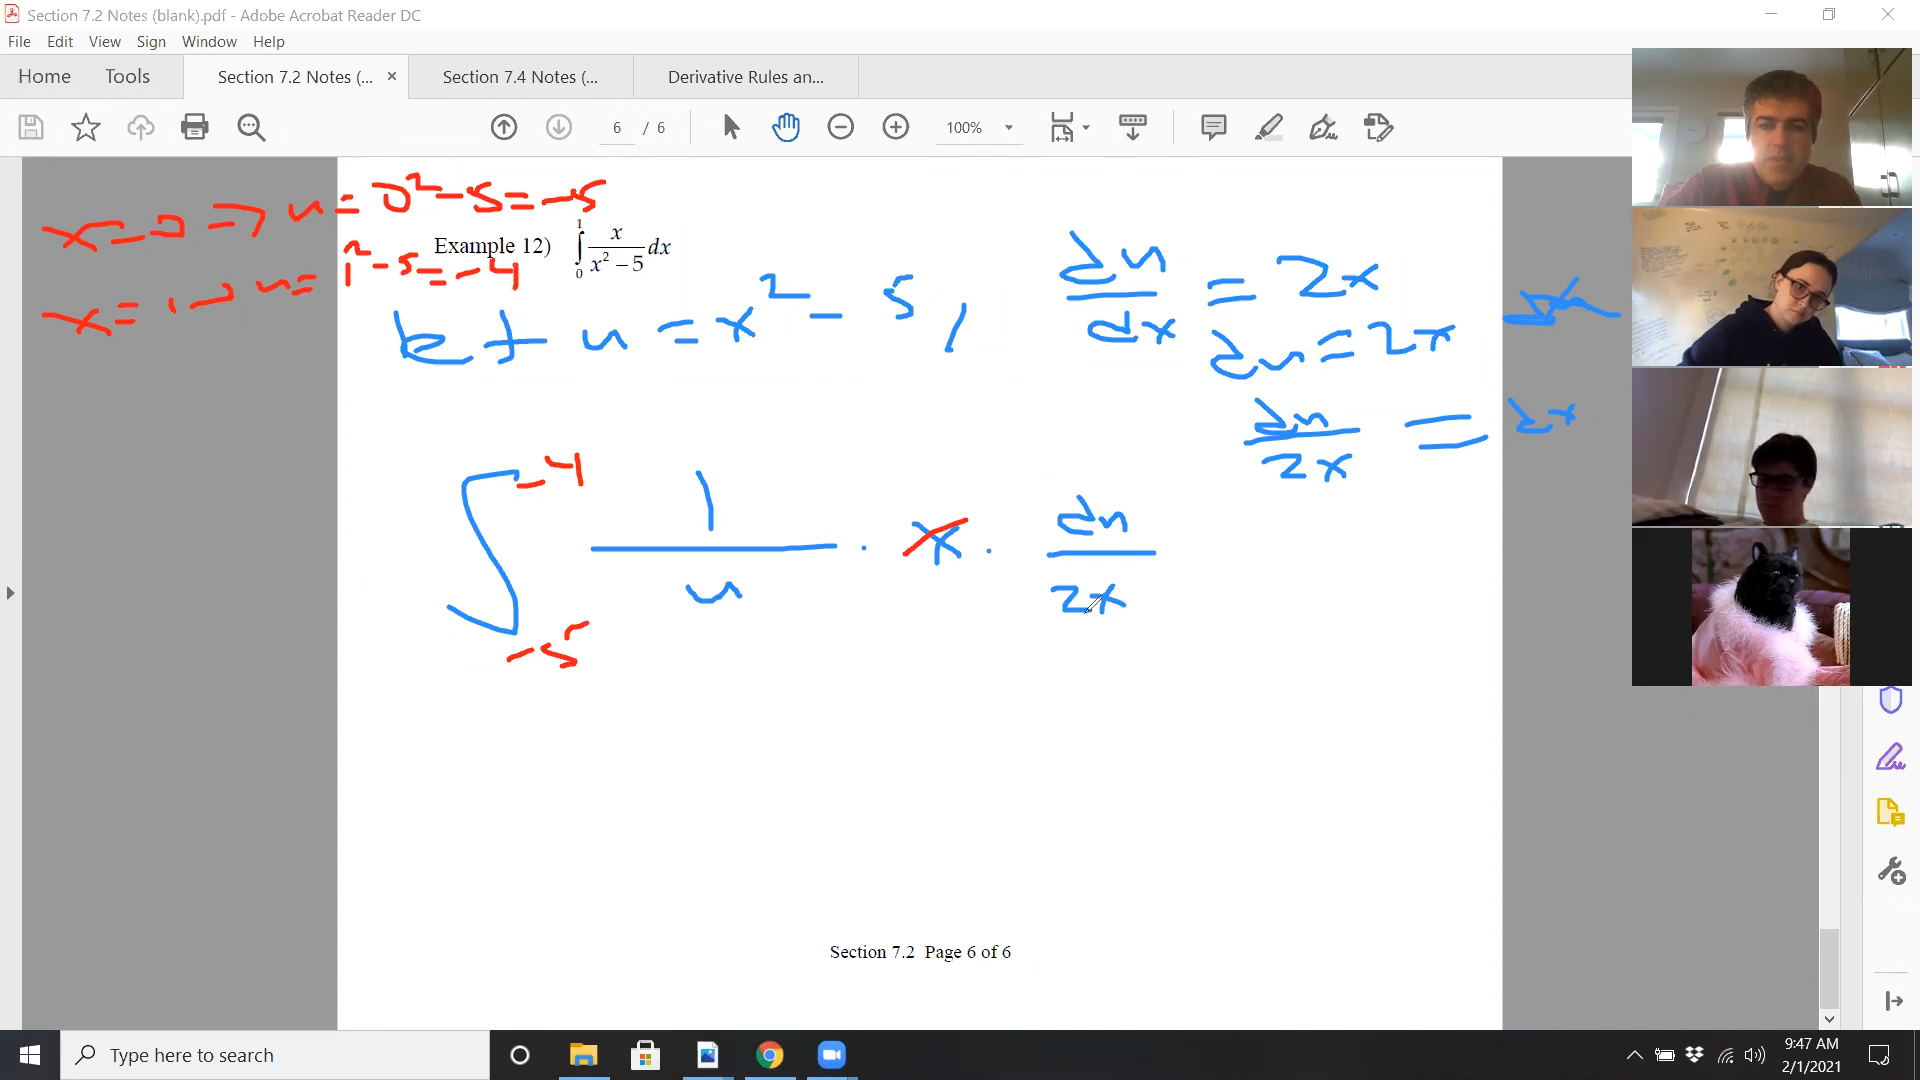 Section 7.2 Notes (blank).pdf - Adobe Acrobat Reader DC
File Edit View Sign Window Help
Home Tools Section 7.2 Notes (... × Section 7.4 Notes (... Derivative Rules an...
6 / 6 100%
x=0 => u=0²-5=-5
Example 12) ∫₀¹ x/(x²-5) dx
x=1 => u= 1²-5=-4
let u=x²-5, du/dx = 2x
du=2x dx
du/2x = dx
∫₋₅⁻⁴ 1/u · x · du/2x
Section 7.2 Page 6 of 6
Type here to search
9:47 AM
2/1/2021